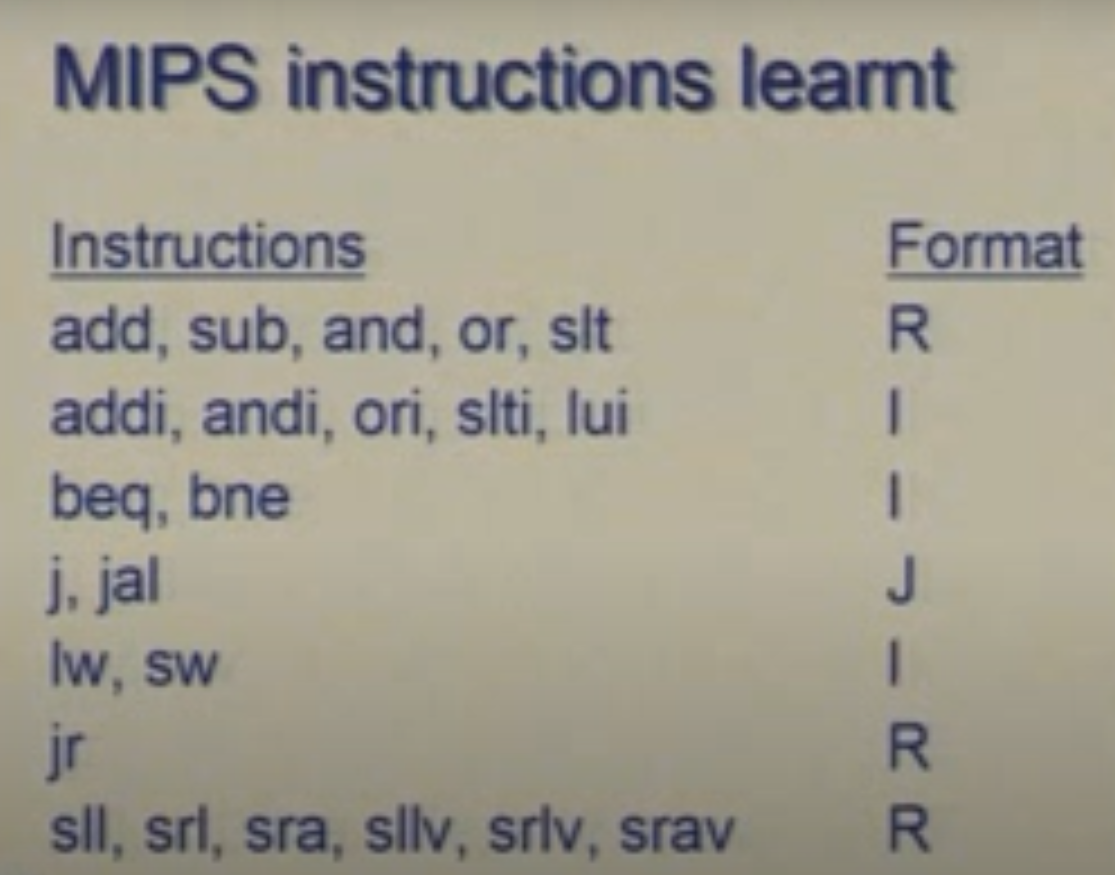 MIPS instructions learnt
Instructions Format
add, sub, and, or, slt R
addi, andi, ori, slti, lui I
beq, bne I
j, jal J
lw, sw I
jr R
sll, srl, sra, sllv, srlv, srav R